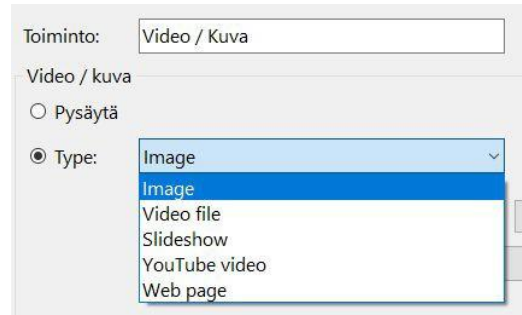 Toiminto: Video / Kuva
Video / kuva
Pysäytä
Type: Image
Image
Video file
Slideshow
YouTube video
Web page